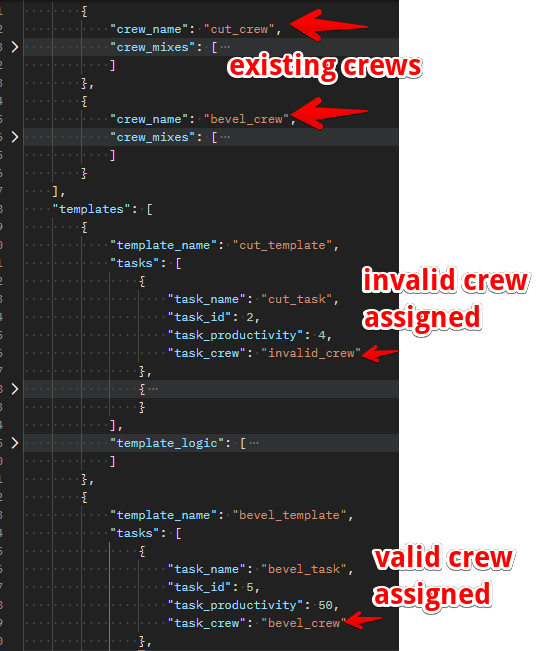 {
"crew_name": "cut_crew",
"crew_mixes": [ ...
]
existing crews
},
{
"crew_name": "bevel_crew",
"crew_mixes": [ ...
]
}
],
"templates": [
{
"template_name": "cut_template",
"tasks": [
{
invalid crew
assigned
"task_name": "cut_task",
"task_id": 2,
"task_productivity": 4,
"task_crew": "invalid_crew"
},
{ ...
}
],
"template_logic": [ ...
]
},
{
"template_name": "bevel_template",
"tasks": [
{
valid crew
assigned
"task_name": "bevel_task",
"task_id": 5,
"task_productivity": 50,
"task_crew": "bevel_crew"
},